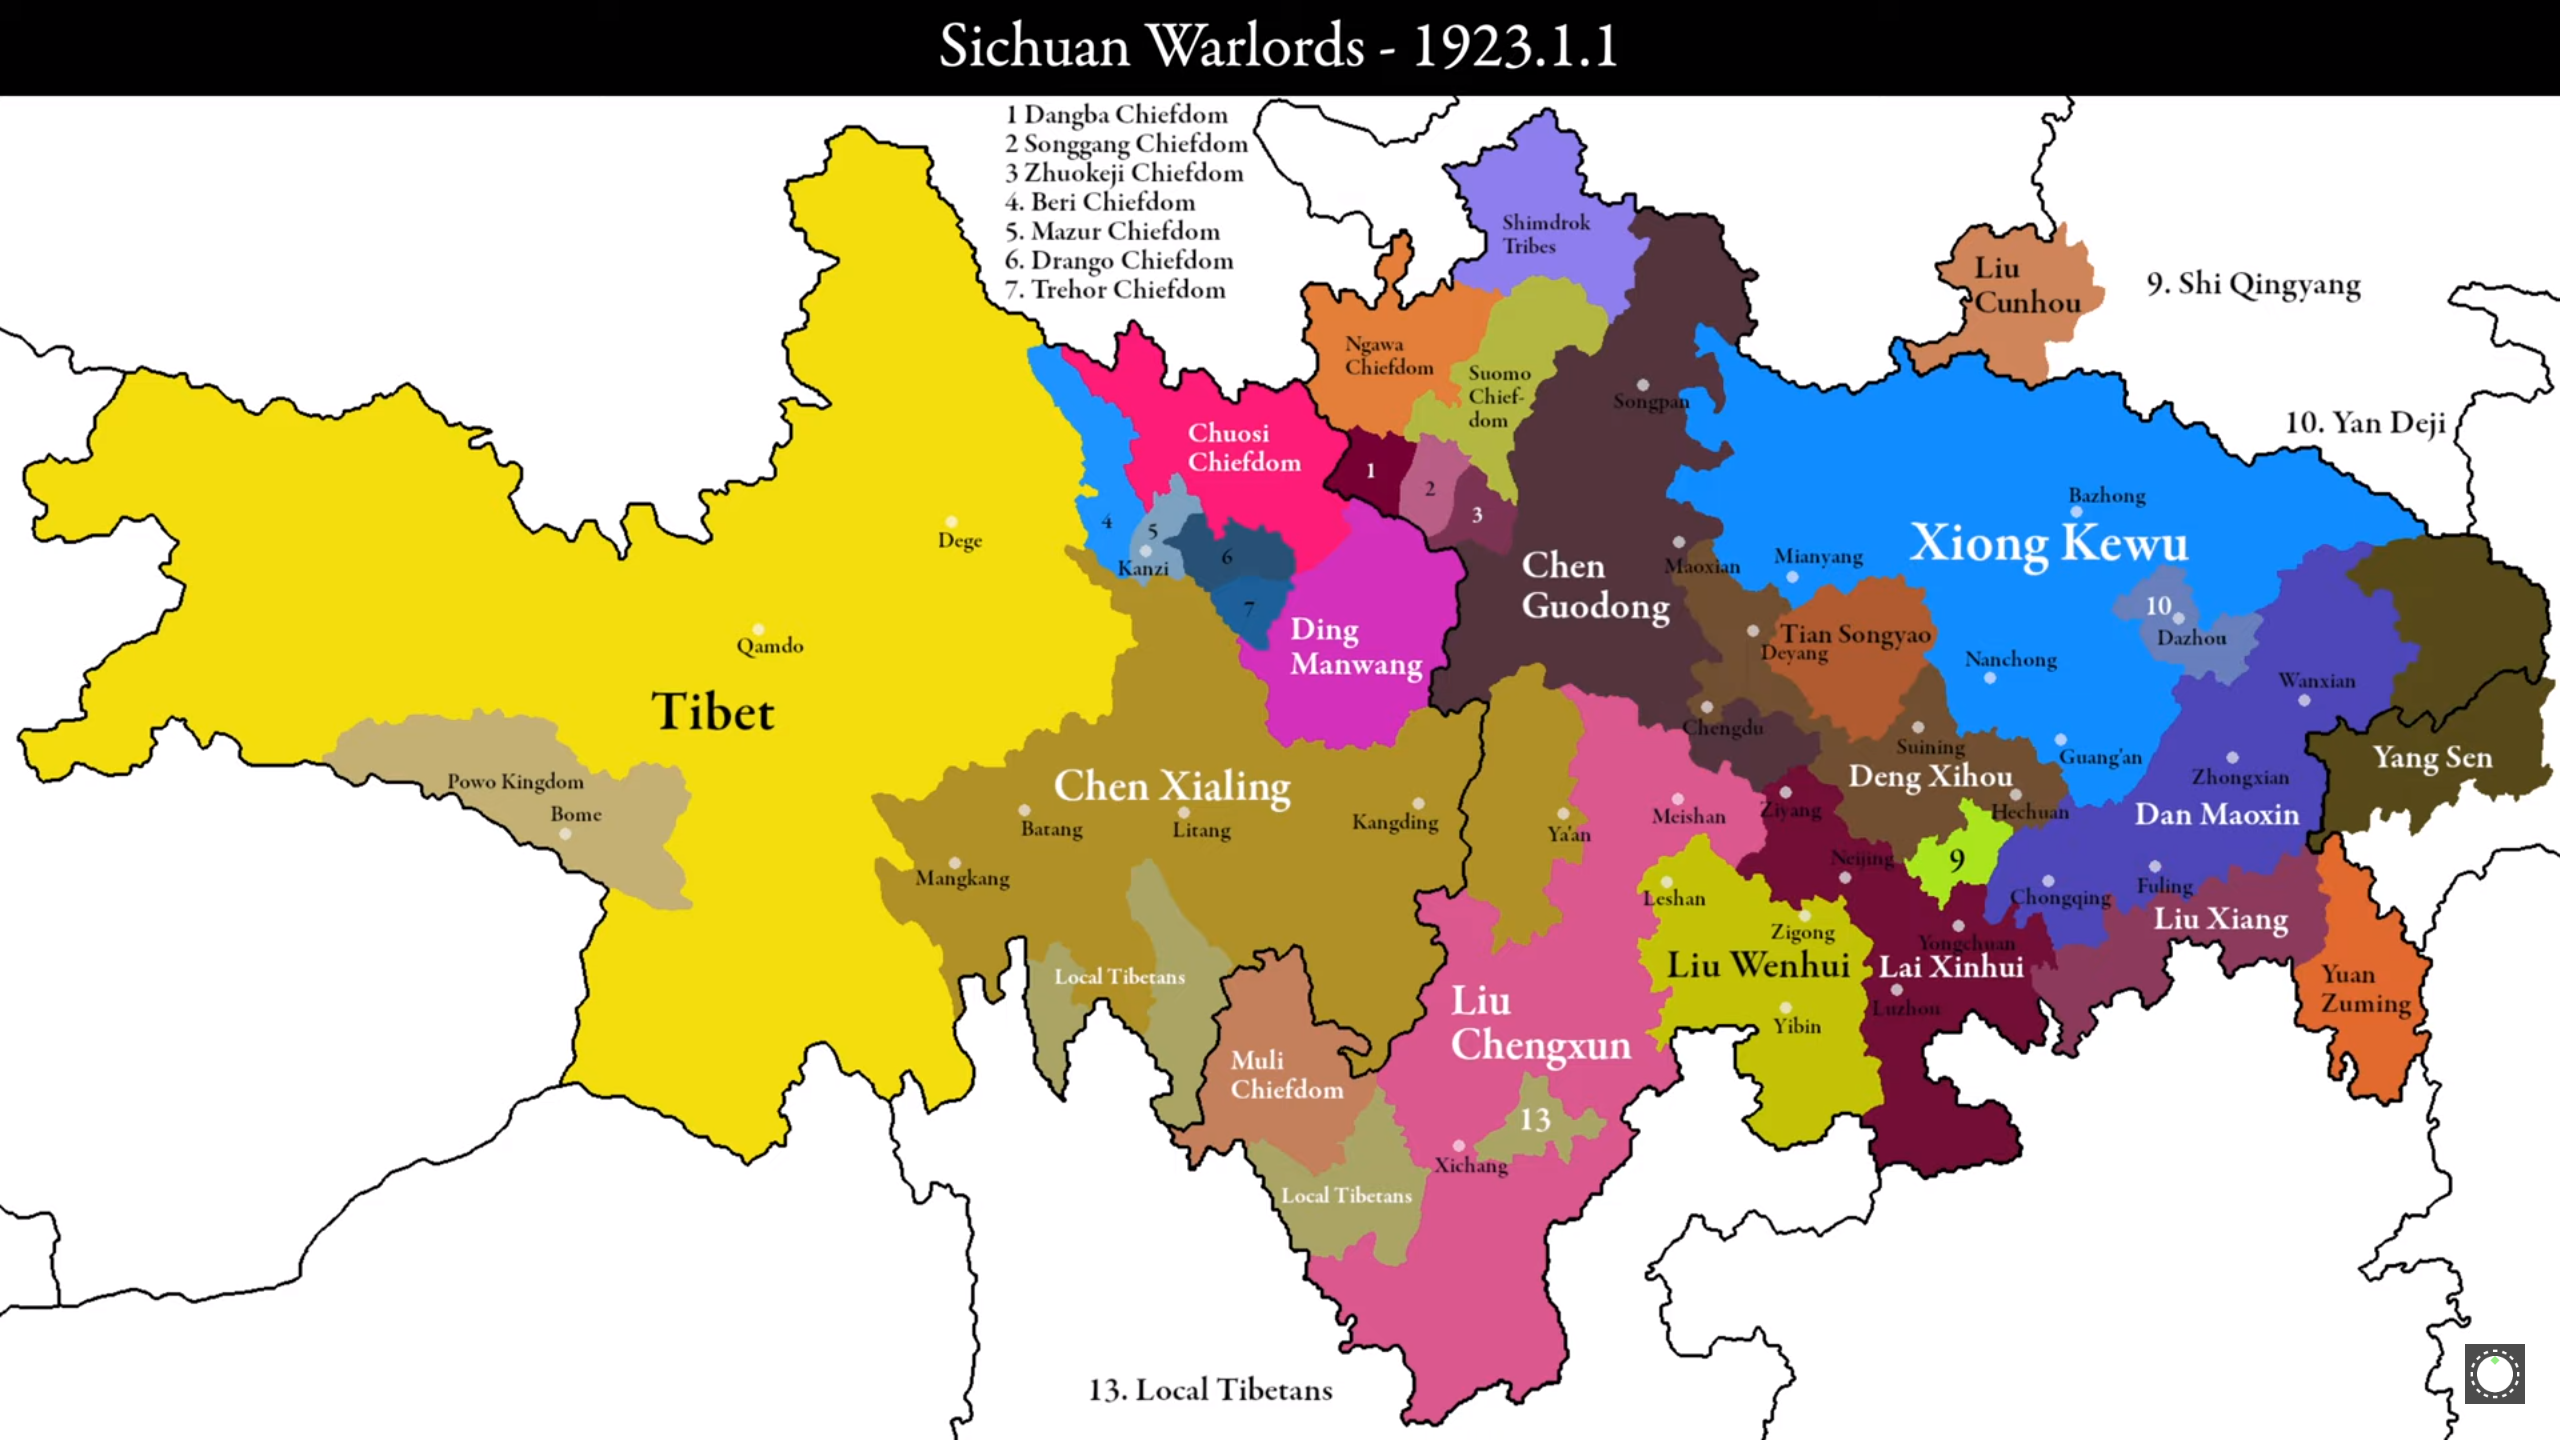 Sichuan Warlords - 1923.1.1
1 Dangba Chiefdom
2 Songgang Chiefdom
3 Zhuokeji Chiefdom
4. Beri Chiefdom
5. Mazur Chiefdom
6. Drango Chiefdom
7. Trehor Chiefdom
Shimdrok
Tribes
Liu
Cunhou
9. Shi Qingyang
Ngawa
Chiefdom
Suomo
Chief-
dom
Songpan
10. Yan Deji
Chuosi
Chiefdom
1
2
3
4
5
6
7
Kanzi
Dege
Qamdo
Tibet
Powo Kingdom
Bome
Ding
Manwang
Chen
Guodong
Maoxian
Mianyang
Bazhong
Xiong Kewu
10
Dazhou
Tian Songyao
Deyang
Nanchong
Wanxian
Chengdu
Suining
Guang'an
Zhongxian
Yang Sen
Deng Xihou
Hechuan
Dan Maoxin
Chen Xialing
Batang
Litang
Kangding
Mangkang
Ya'an
Meishan
Ziyang
Neijing
9
Leshan
Chongqing
Fuling
Liu Xiang
Zigong
Yongchuan
Liu Wenhui
Lai Xinhui
Luzhou
Yibin
Yuan
Zuming
Local Tibetans
Muli
Chiefdom
Liu
Chengxun
13
Xichang
Local Tibetans
13. Local Tibetans